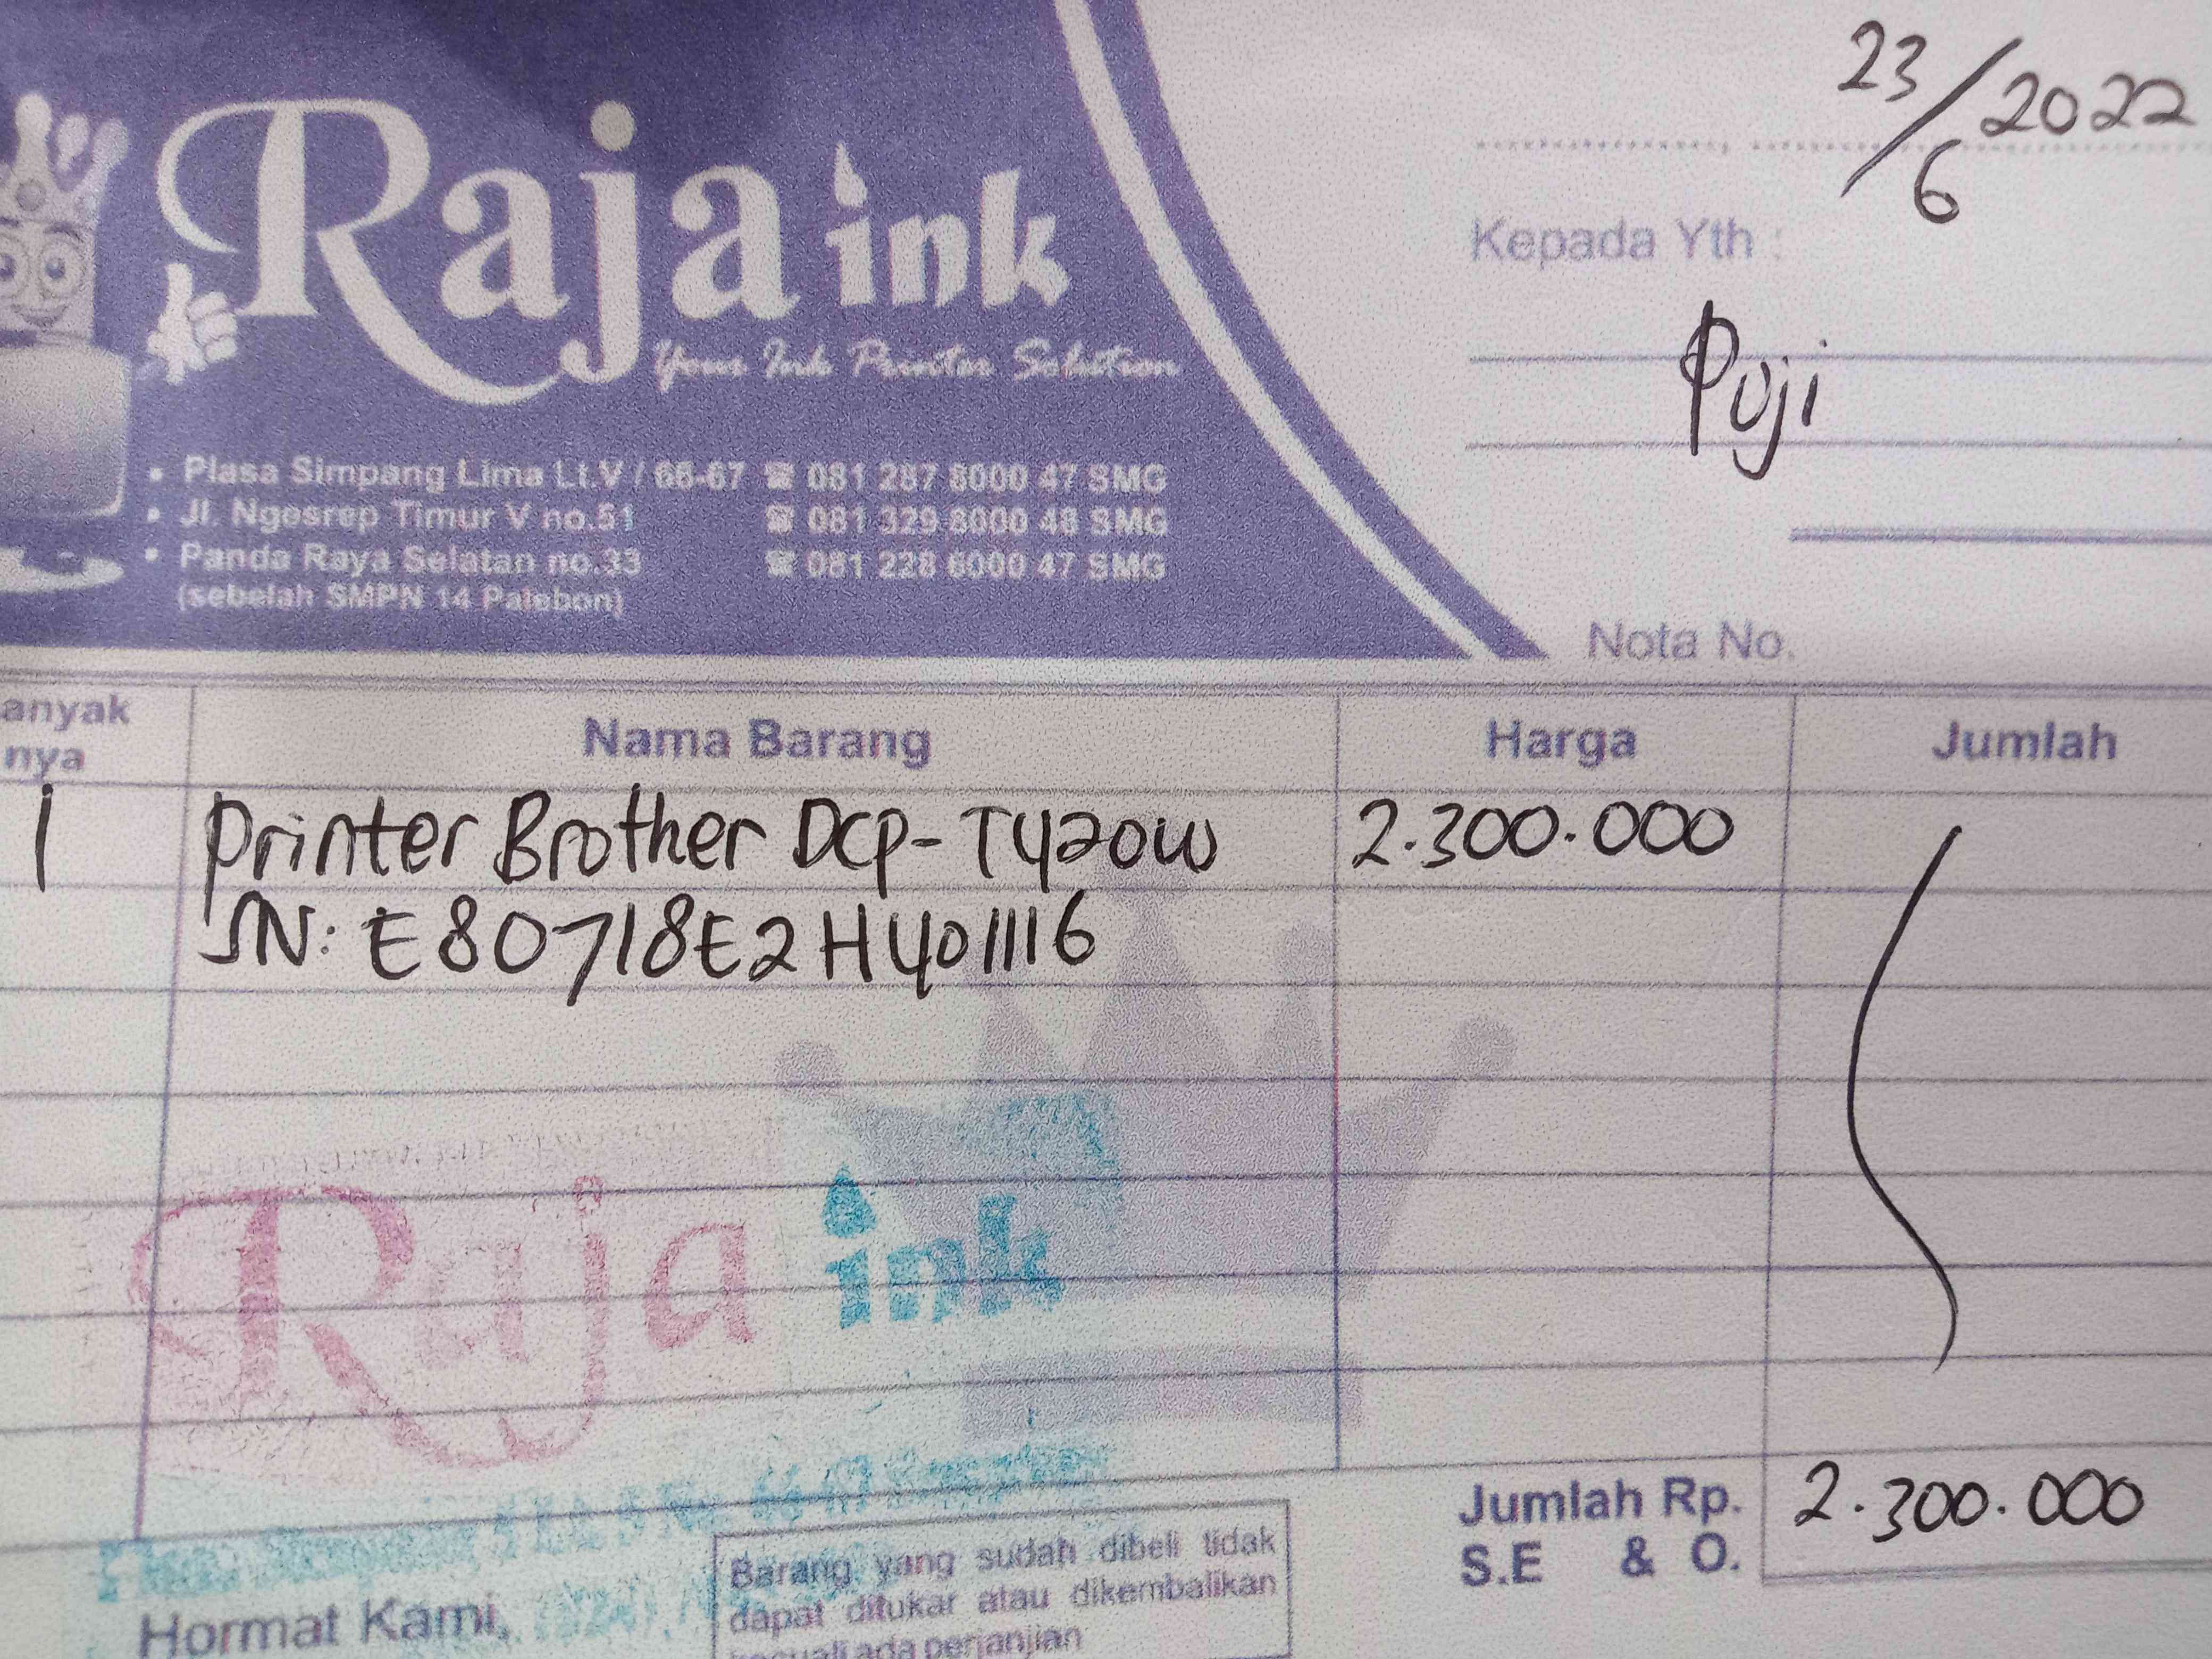 Raja ink
Your Ink Printer Solution
• Plasa Simpang Lima Lt.V / 66-67 ☎ 081 287 8000 47 SMG
• Jl. Ngesrep Timur V no.51 ☎ 081 329 8000 48 SMG
• Panda Raya Selatan no.33 ☎ 081 228 6000 47 SMG
(sebelah SMPN 14 Palebon)
23/6 2022
Kepada Yth :
Puji
Nota No.
anyak
nya
Nama Barang
Harga
Jumlah
1 Printer Brother DCP-T420W 2.300.000
SN: E80718E2H401116
Raja ink
Jumlah Rp. 2.300.000
S.E & O.
Hormat Kami,
Barang yang sudah dibeli tidak
dapat ditukar atau dikembalikan
kecuali ada perjanjian